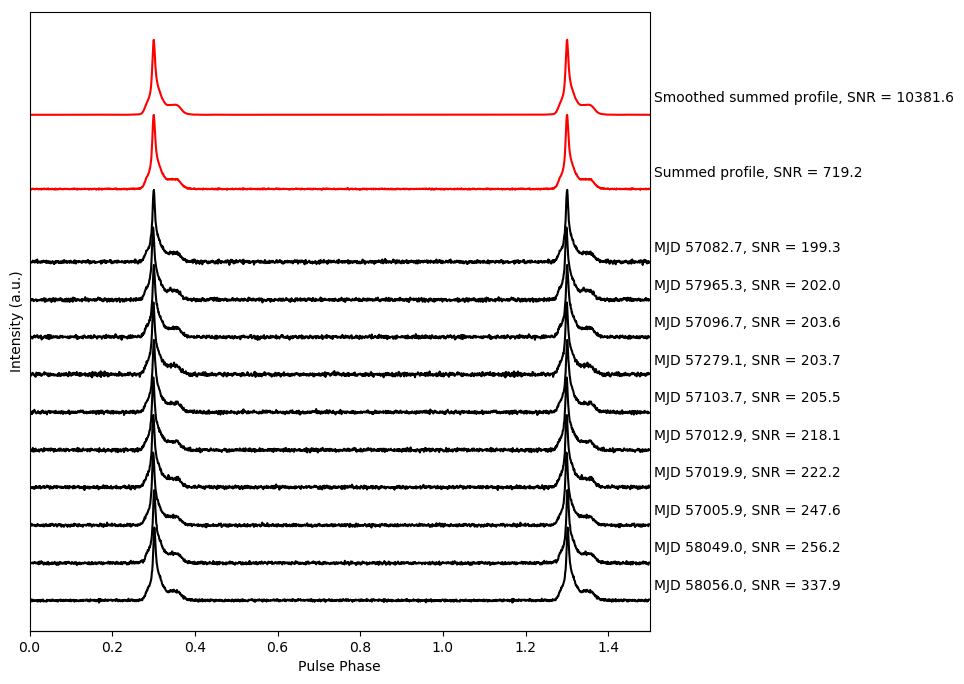 Smoothed summed profile, SNR = 10381.6
Summed profile, SNR = 719.2
MJD 57082.7, SNR = 199.3
MJD 57965.3, SNR = 202.0
MJD 57096.7, SNR = 203.6
MJD 57279.1, SNR = 203.7
MJD 57103.7, SNR = 205.5
MJD 57012.9, SNR = 218.1
MJD 57019.9, SNR = 222.2
MJD 57005.9, SNR = 247.6
MJD 58049.0, SNR = 256.2
MJD 58056.0, SNR = 337.9
Intensity (a.u.)
0.0 0.2 0.4 0.6 0.8 1.0 1.2 1.4
Pulse Phase